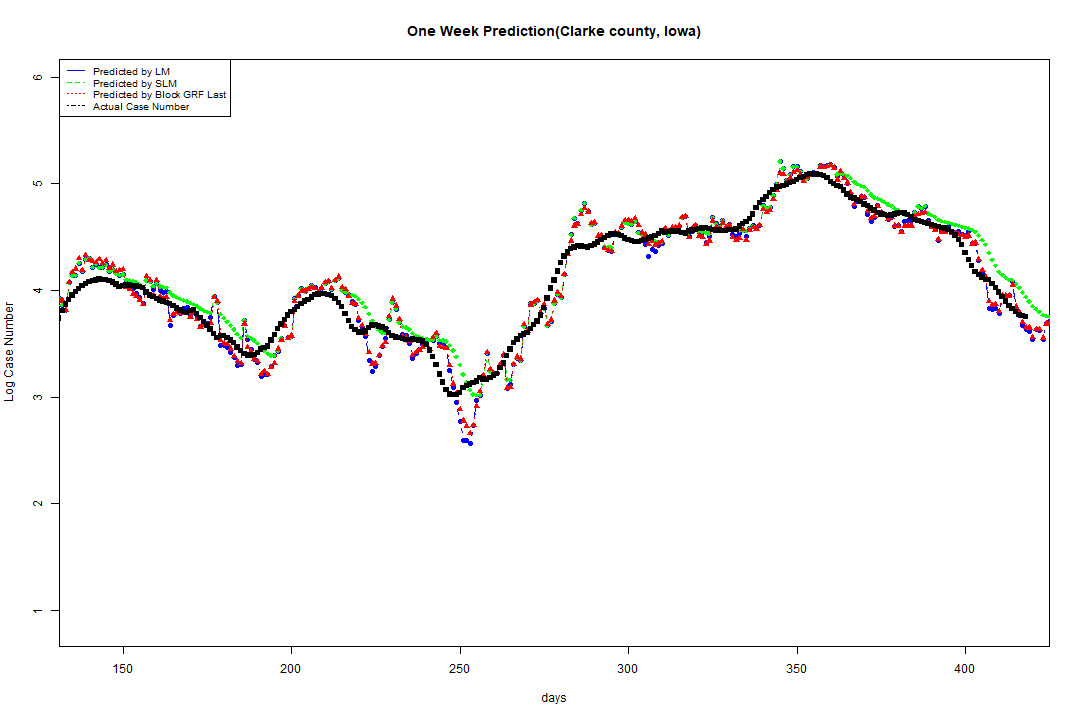 One Week Prediction(Clarke county, Iowa)
Predicted by LM
Predicted by SLM
Predicted by Block GRF Last
Actual Case Number
6
5
4
3
2
1
Log Case Number
150 200 250 300 350 400
days